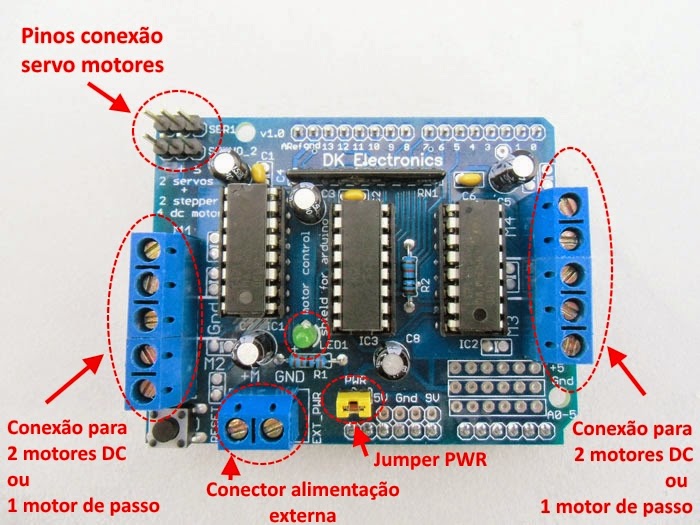 Pinos conexão
servo motores
SER1
SERVO_2
v1.0
ARef Gnd 13 12 11 10 9 8 7 6 5 4 3 2 1 0
DK Electronics
+ 5
2 servos
+
2 stepper
dc motor
M1
C1
C4
C3
RN1
C6
C5
M4
motor control
shield for arduino
R2
Gnd
IC1
IC3
IC2
M3
C8
LED1
M2
+M
GND
R1
PWR
5V Gnd 9V
+5
Gnd
A0-5
RESET
EXT_PWR
Conexão para
2 motores DC
ou
1 motor de passo
Conector alimentação
externa
Jumper PWR
Conexão para
2 motores DC
ou
1 motor de passo